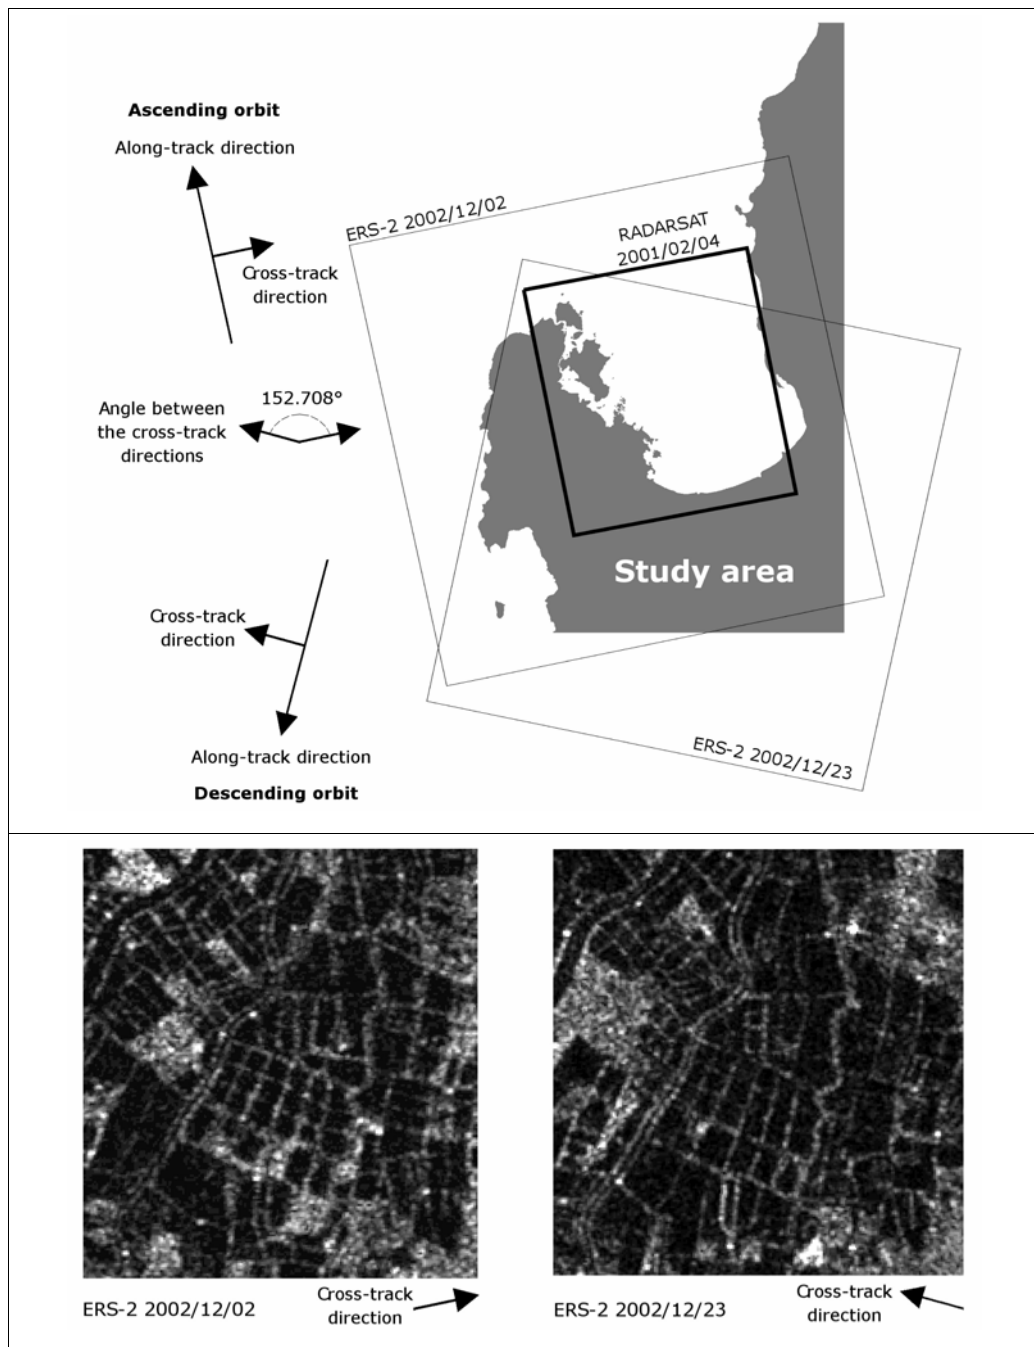 Ascending orbit
Along-track direction
Cross-track
direction
ERS-2 2002/12/02
RADARSAT
2001/02/04
152.708°
Angle between
the cross-track
directions
Study area
Cross-track
direction
Along-track direction
Descending orbit
ERS-2 2002/12/23
ERS-2 2002/12/02
Cross-track
direction
ERS-2 2002/12/23
Cross-track
direction